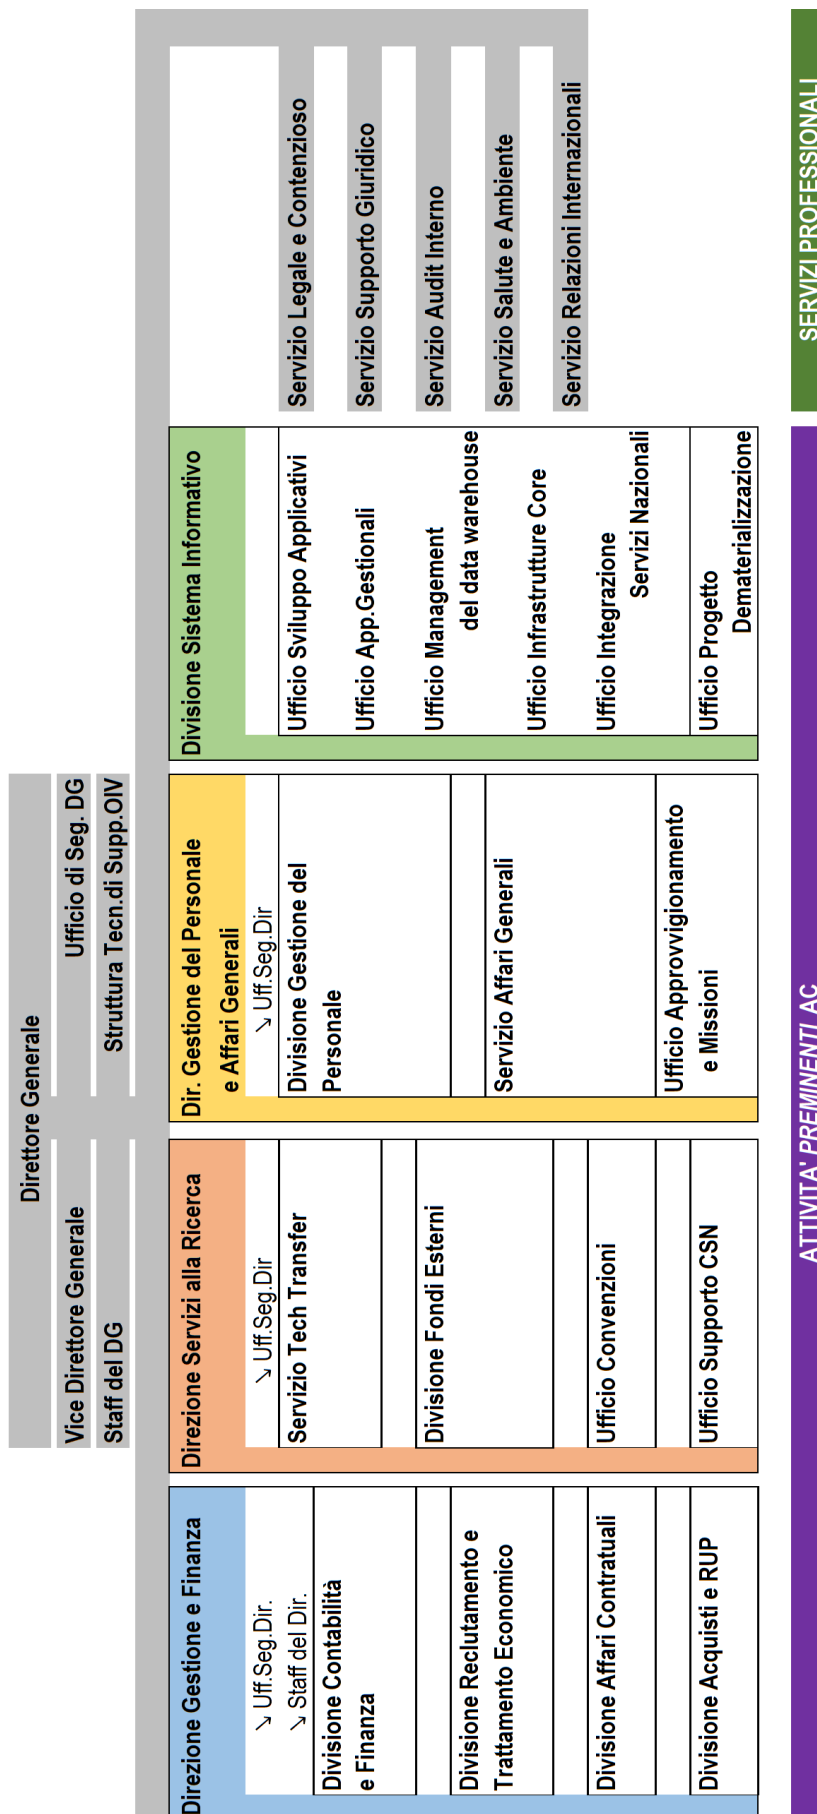 Direttore Generale
Vice Direttore Generale
Ufficio di Seg. DG
Staff del DG
Struttura Tecn.di Supp.OIV
Direzione Gestione e Finanza
↘ Uff.Seg.Dir.
↘ Staff del Dir.
Divisione Contabilità
e Finanza
Divisione Reclutamento e
Trattamento Economico
Divisione Affari Contratuali
Divisione Acquisti e RUP
Direzione Servizi alla Ricerca
↘ Uff.Seg.Dir
Servizio Tech Transfer
Divisione Fondi Esterni
Ufficio Convenzioni
Ufficio Supporto CSN
Dir. Gestione del Personale
e Affari Generali
↘ Uff.Seg.Dir
Divisione Gestione del
Personale
Servizio Affari Generali
Ufficio Approvvigionamento
e Missioni
Divisione Sistema Informativo
Ufficio Sviluppo Applicativi
Ufficio App.Gestionali
Ufficio Management
del data warehouse
Ufficio Infrastrutture Core
Ufficio Integrazione
Servizi Nazionali
Ufficio Progetto
Dematerializzazione
Servizio Legale e Contenzioso
Servizio Supporto Giuridico
Servizio Audit Interno
Servizio Salute e Ambiente
Servizio Relazioni Internazionali
ATTIVITA' PREMINENTI AC
SERVIZI PROFESSIONALI